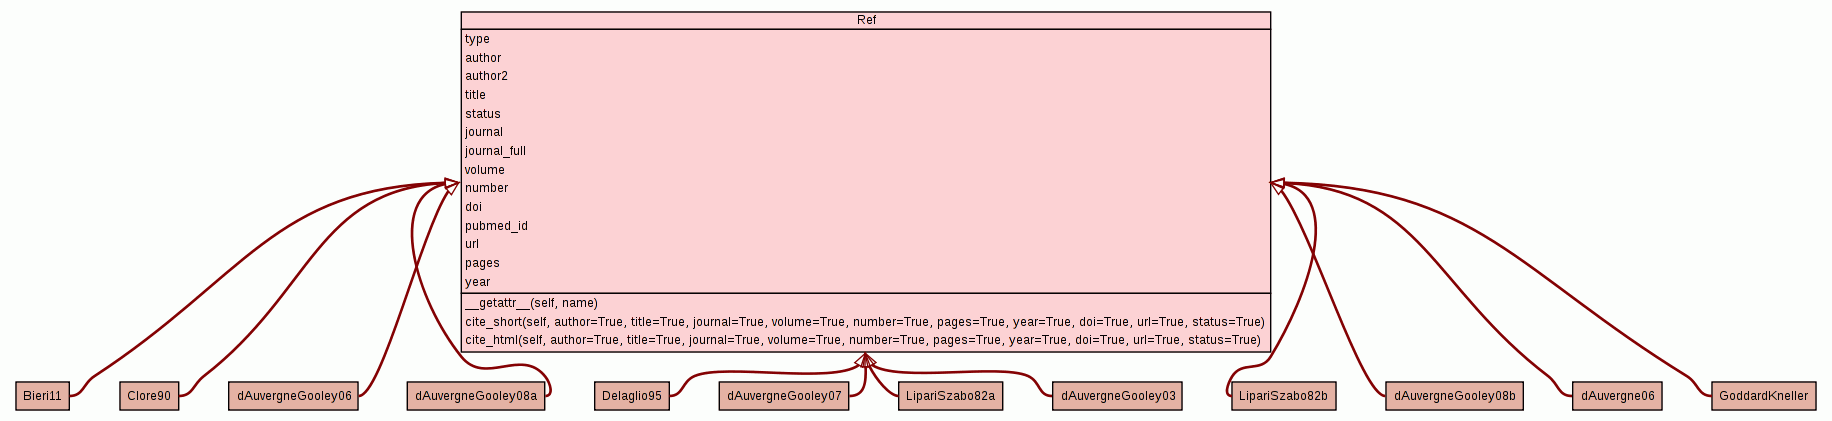 Ref
type
author
author2
title
status
journal
journal_full
volume
number
doi
pubmed_id
url
pages
year
__getattr__(self, name)
cite_short(self, author=True, title=True, journal=True, volume=True, number=True, pages=True, year=True, doi=True, url=True, status=True)
cite_html(self, author=True, title=True, journal=True, volume=True, number=True, pages=True, year=True, doi=True, url=True, status=True)
Bieri11 Clore90 dAuvergneGooley06 dAuvergneGooley08a Delaglio95 dAuvergneGooley07 LipariSzabo82a dAuvergneGooley03 LipariSzabo82b dAuvergneGooley08b dAuvergne06 GoddardKneller